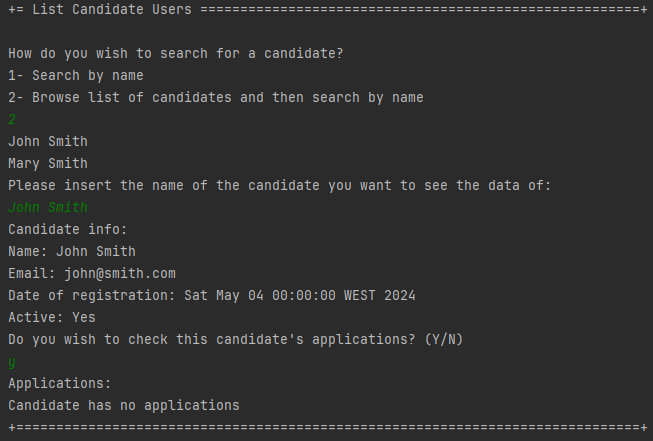 += List Candidate Users =======================================================+
How do you wish to search for a candidate?
1- Search by name
2- Browse list of candidates and then search by name
2
John Smith
Mary Smith
Please insert the name of the candidate you want to see the data of:
John Smith
Candidate info:
Name: John Smith
Email: john@smith.com
Date of registration: Sat May 04 00:00:00 WEST 2024
Active: Yes
Do you wish to check this candidate's applications? (Y/N)
y
Applications:
Candidate has no applications
+==============================================================================+